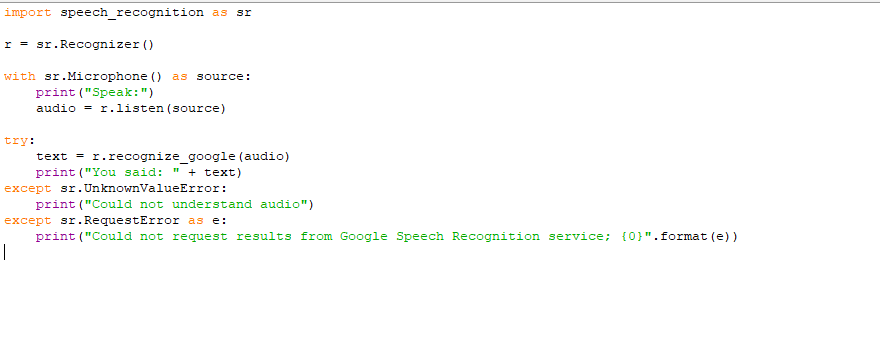 import speech_recognition as sr
r = sr.Recognizer()
with sr.Microphone() as source:
    print("Speak:")
    audio = r.listen(source)
try:
    text = r.recognize_google(audio)
    print("You said: " + text)
except sr.UnknownValueError:
    print("Could not understand audio")
except sr.RequestError as e:
    print("Could not request results from Google Speech Recognition service; {0}".format(e))